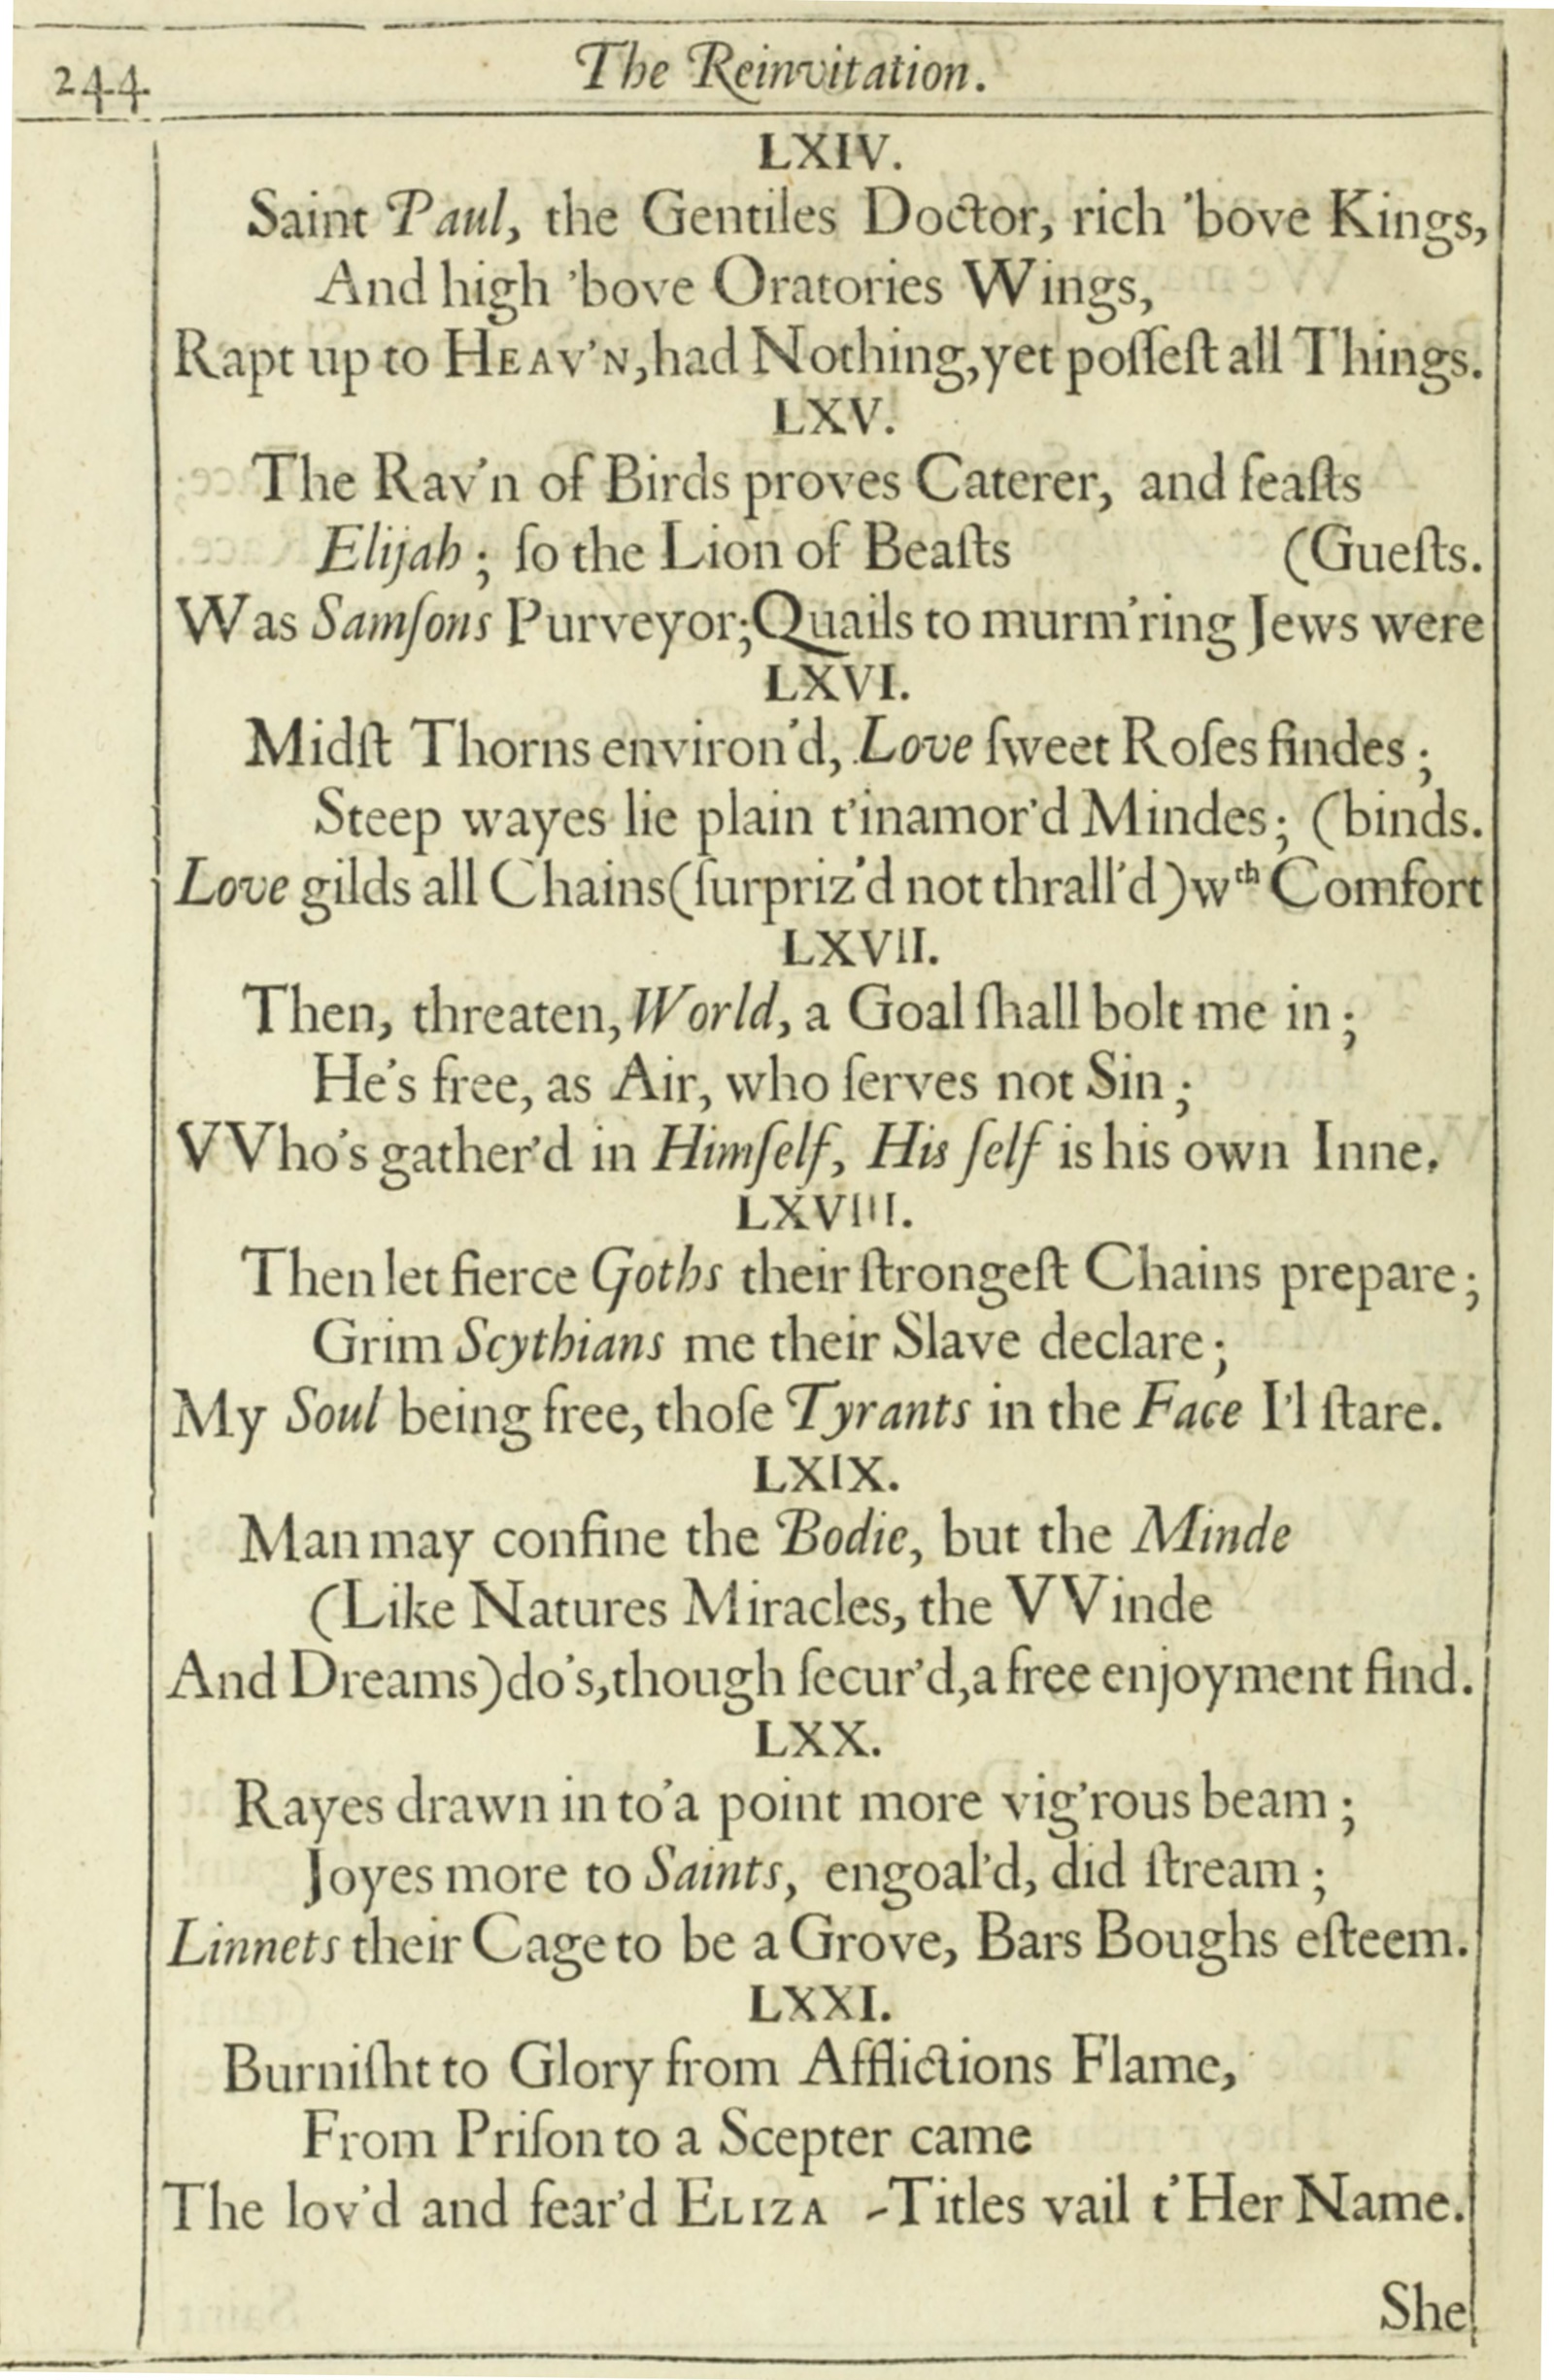 244.
The Reinvitation.
LXIV.
Saint Paul, the Gentiles Doctor, rich 'bove Kings,
And high 'bove Oratories Wings,
Rapt up to HEAV'N, had Nothing, yet poſſeſt all Things.
LXV.
The Rav'n of Birds proves Caterer, and feaſts
Elijah; ſo the Lion of Beaſts (Gueſts.
Was Samſons Purveyor; Quails to murm'ring Jews were
LXVI.
Midſt Thorns environ'd, Love ſweet Roſes findes;
Steep wayes lie plain t'inamor'd Mindes; (binds.
Love gilds all Chains (ſurpriz'd not thrall'd) wth Comfort
LXVII.
Then, threaten, World, a Goal ſhall bolt me in;
He's free, as Air, who ſerves not Sin;
VVho's gather'd in Himſelf, His ſelf is his own Inne.
LXVIII.
Then let fierce Goths their ſtrongeſt Chains prepare;
Grim Scythians me their Slave declare;
My Soul being free, thoſe Tyrants in the Face I'l ſtare.
LXIX.
Man may confine the Bodie, but the Minde
(Like Natures Miracles, the VVinde
And Dreams) do's, though ſecur'd, a free enjoyment find.
LXX.
Rayes drawn in to'a point more vig'rous beam;
Joyes more to Saints, engoal'd, did ſtream;
Linnets their Cage to be a Grove, Bars Boughs eſteem.
LXXI.
Burniſht to Glory from Afflictions Flame,
From Priſon to a Scepter came
The lov'd and fear'd ELIZA -Titles vail t'Her Name.
She